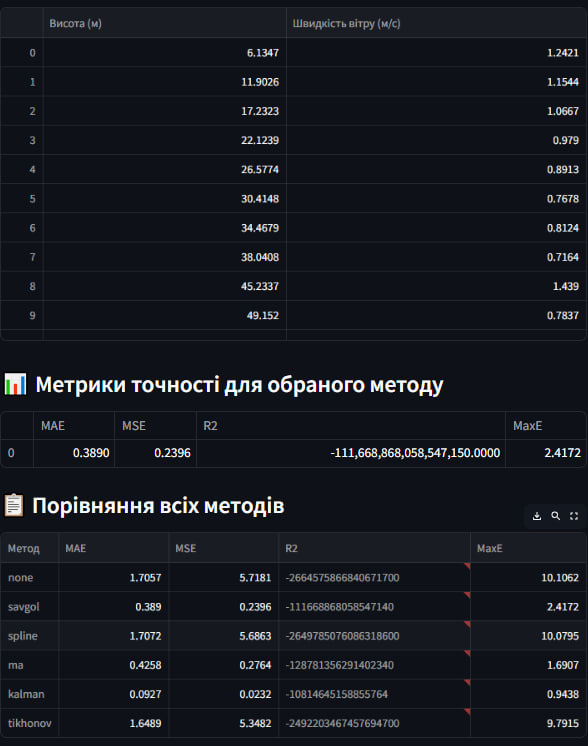 Висота (м) Швидкість вітру (м/с)
0 6.1347 1.2421
1 11.9026 1.1544
2 17.2323 1.0667
3 22.1239 0.979
4 26.5774 0.8913
5 30.4148 0.7678
6 34.4679 0.8124
7 38.0408 0.7164
8 45.2337 1.439
9 49.152 0.7837
Метрики точності для обраного методу
MAE MSE R2 MaxE
0 0.3890 0.2396 -111,668,868,058,547,150.0000 2.4172
Порівняння всіх методів
Метод MAE MSE R2 MaxE
none 1.7057 5.7181 -2664575866840671700 10.1062
savgol 0.389 0.2396 -111668868058547140 2.4172
spline 1.7072 5.6863 -2649785076086318600 10.0795
ma 0.4258 0.2764 -128781356291402340 1.6907
kalman 0.0927 0.0232 -10814645158855764 0.9438
tikhonov 1.6489 5.3482 -2492203467457694700 9.7915